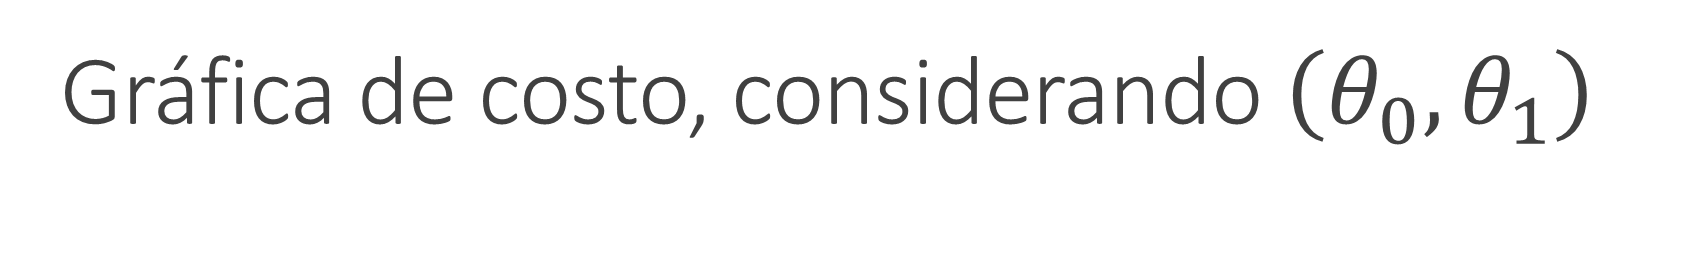 Gráfica de costo, considerando (θ₀, θ₁)